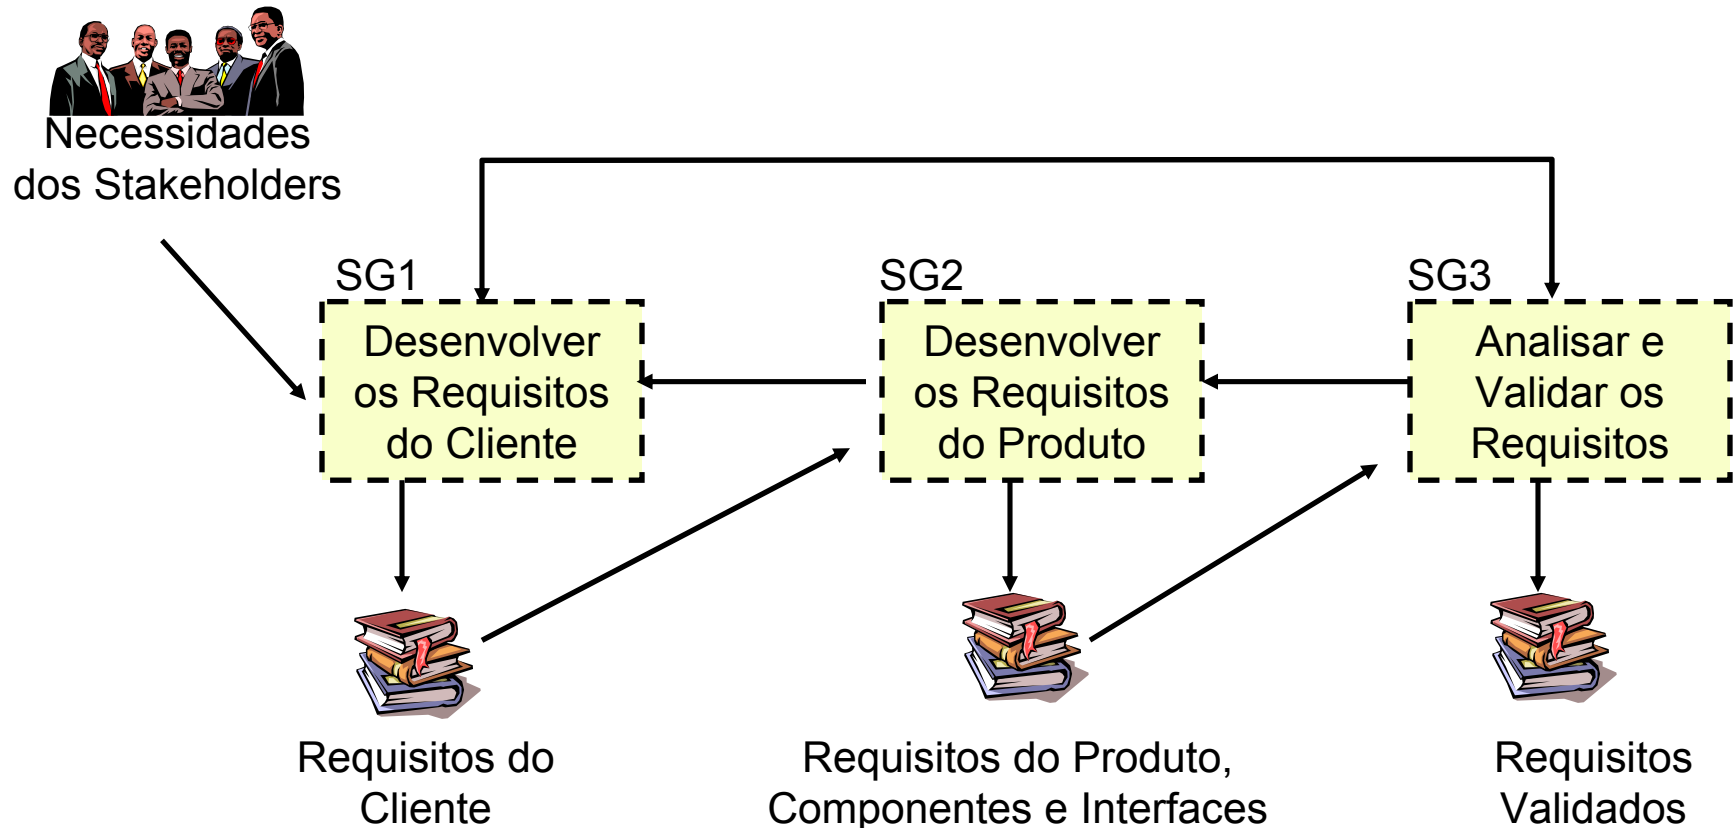 Necessidades
dos Stakeholders
SG1
Desenvolver
os Requisitos
do Cliente
SG2
Desenvolver
os Requisitos
do Produto
SG3
Analisar e
Validar os
Requisitos
Requisitos do
Cliente
Requisitos do Produto,
Componentes e Interfaces
Requisitos
Validados